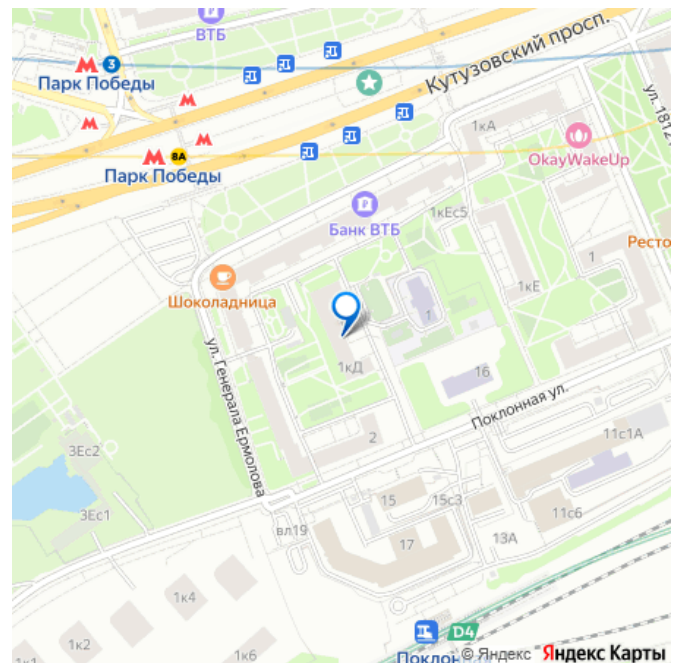 ВТБ
3
Парк Победы
Кутузовский просп.
8А
Парк Победы
1кА
OkayWakeUp
ул. 1812
Банк ВТБ
1кЕс5
Ресто
1
1кЕ
Шоколадница
1
ул. Генерала Ермолова
1кД
16
Поклонная ул.
2
11с1А
3Ес2
3Ес1
15
15с3
11с6
вл19
17
13А
1к4
1к2
1к1
1к6
D4
Поклонная
© Яндекс Яндекс Карты